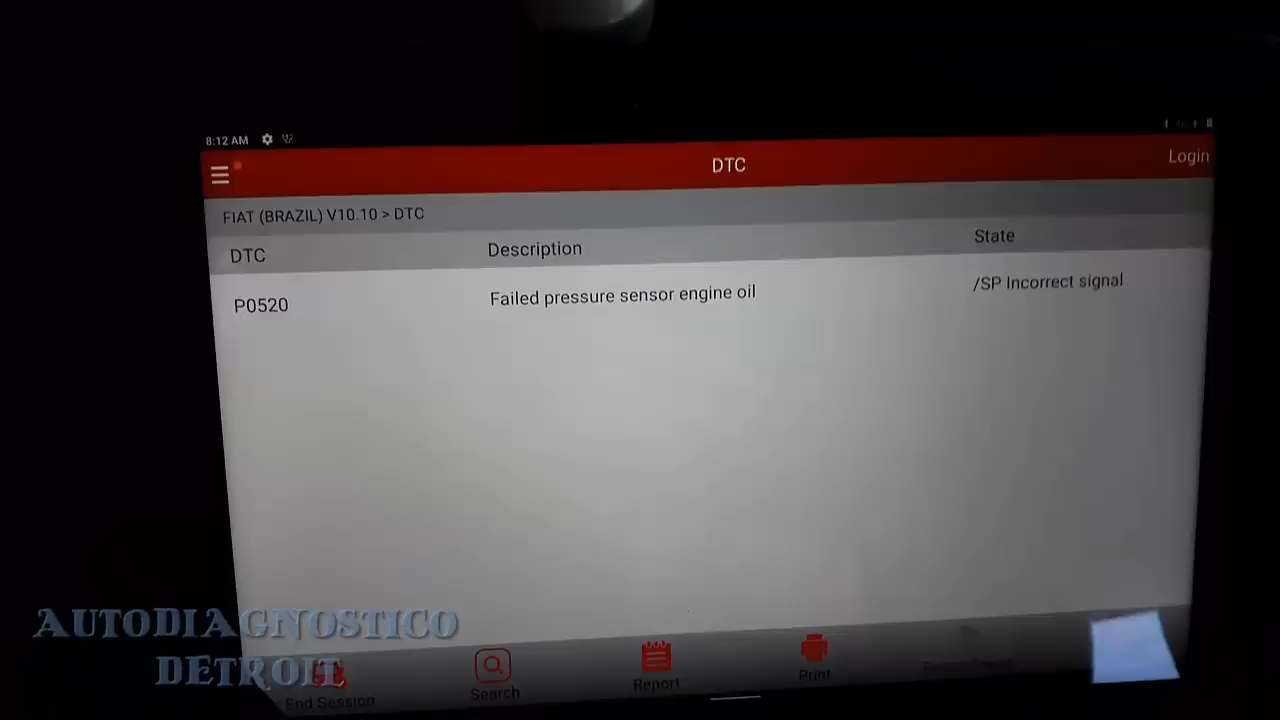 8:12 AM
DTC
Login
FIAT (BRAZIL) V10.10 > DTC
DTC Description State
P0520 Failed pressure sensor engine oil /SP Incorrect signal
End Session Search Report Print
AUTODIAGNOSTICO
DETROIT